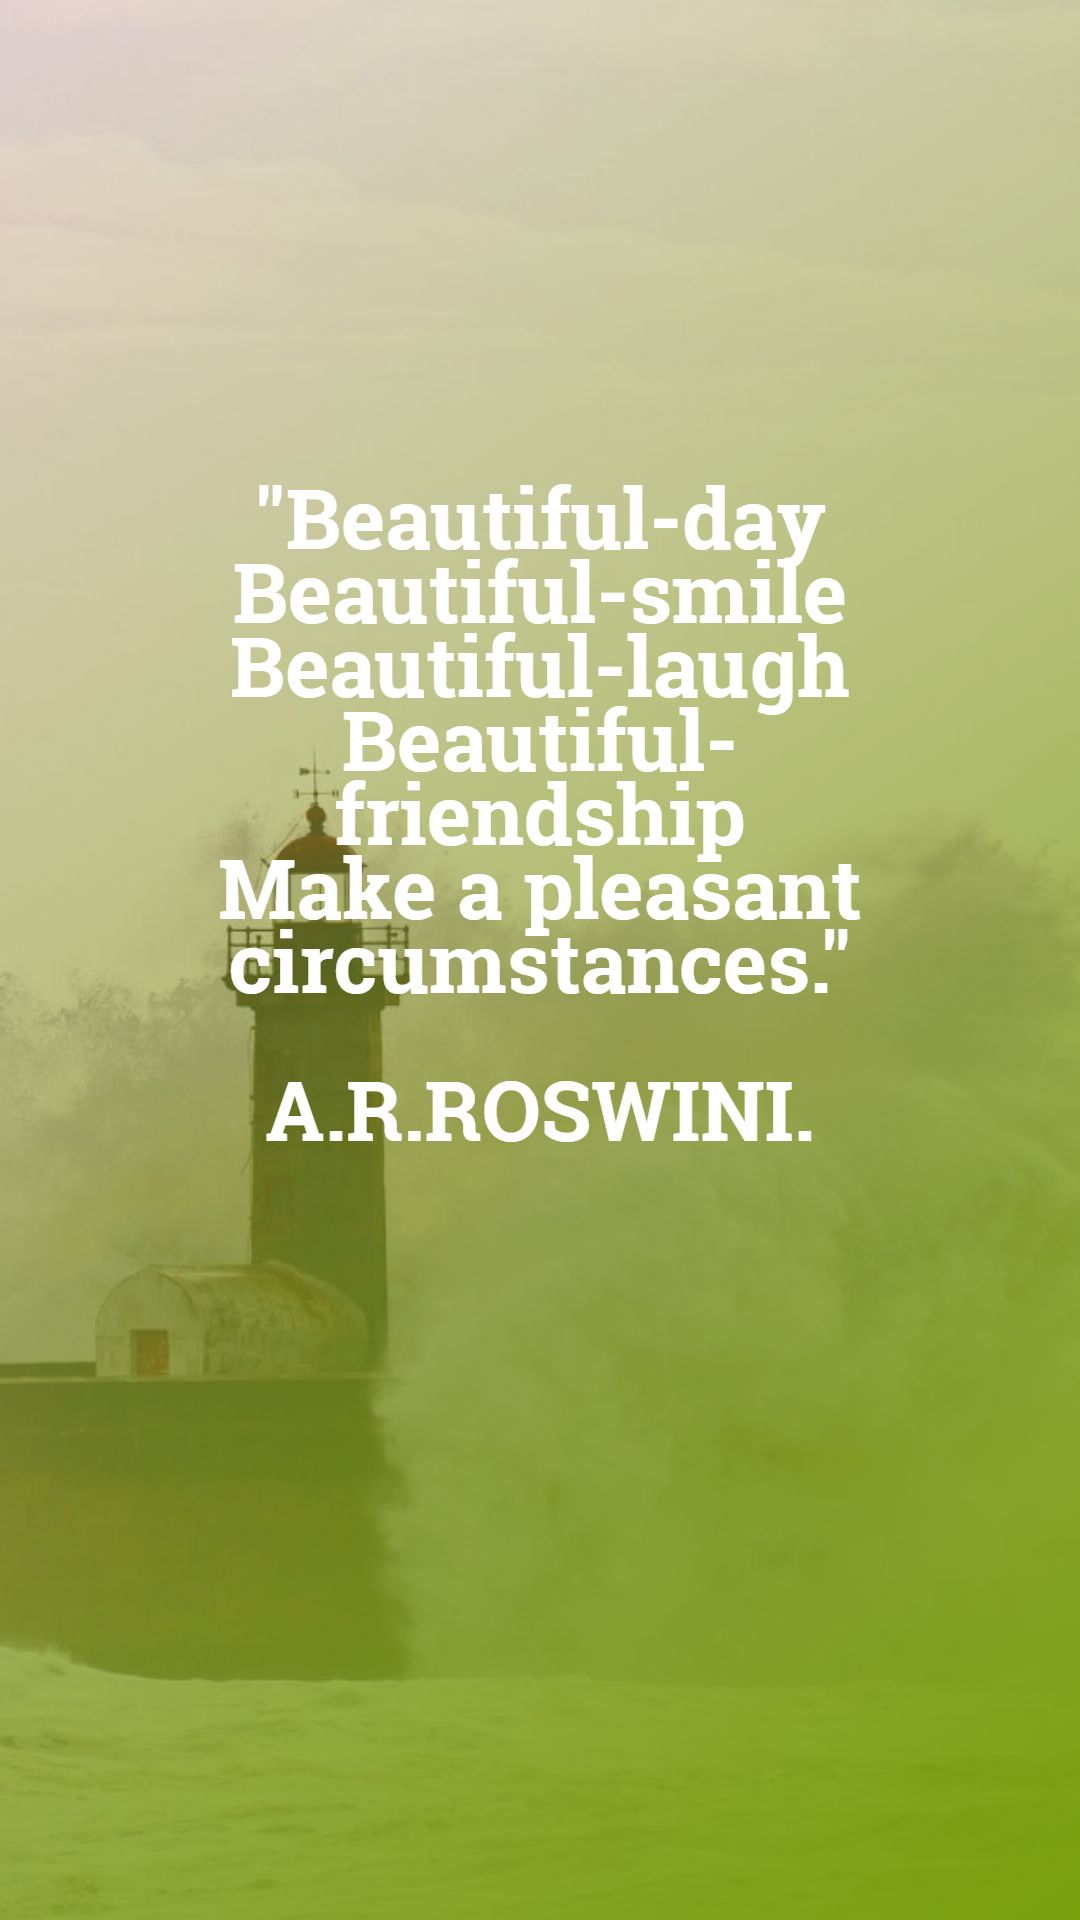 "Beautiful-day
Beautiful-smile
Beautiful-laugh
Beautiful-
friendship
Make a pleasant
circumstances."
A.R.ROSWINI.